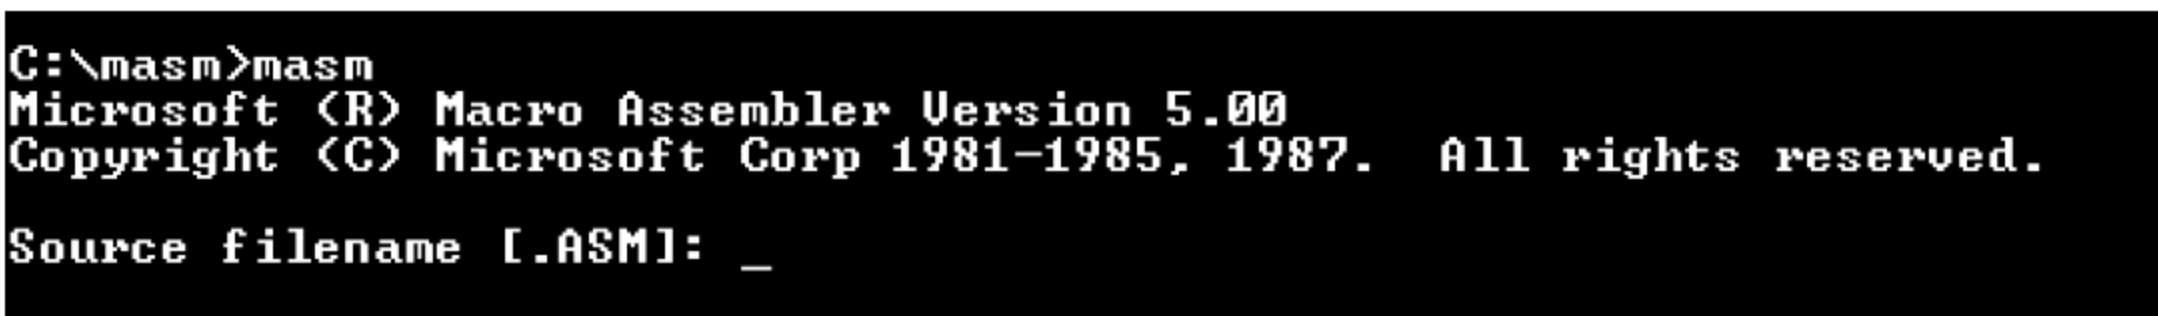 C:\masm>masm
Microsoft (R) Macro Assembler Version 5.00
Copyright (C) Microsoft Corp 1981-1985, 1987.  All rights reserved.
Source filename [.ASM]: _